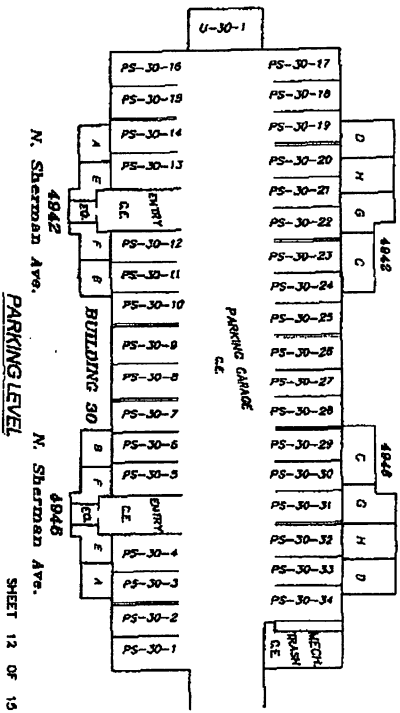 U-30-1
PS-30-16
PS-30-15
PS-30-14
PS-30-13
ENTRY
C.E.
PS-30-12
PS-30-11
PS-30-10
PS-30-9
PS-30-8
PS-30-7
PS-30-6
PS-30-5
ENTRY
C.E.
PS-30-4
PS-30-3
PS-30-2
PS-30-1
PS-30-17
PS-30-18
PS-30-19
PS-30-20
PS-30-21
PS-30-22
PS-30-23
PS-30-24
PS-30-25
PS-30-26
PS-30-27
PS-30-28
PS-30-29
PS-30-30
PS-30-31
PS-30-32
PS-30-33
PS-30-34
MECH.
TRASH
C.E.
PARKING GARAGE
C.E.
4942
D
H
G
C
4946
C
G
H
D
A
E
EQ.
F
B
BUILDING 30
B
F
EQ.
E
A
4942
N. Sherman Ave.
4946
N. Sherman Ave.
PARKING LEVEL
SHEET 12 OF 15